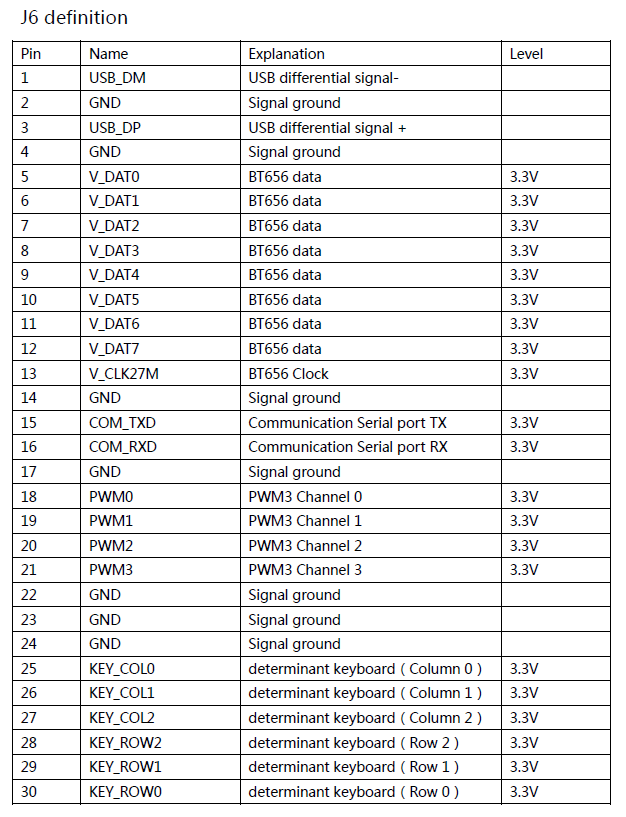 J6 definition
Pin Name Explanation Level
1 USB_DM USB differential signal-
2 GND Signal ground
3 USB_DP USB differential signal +
4 GND Signal ground
5 V_DAT0 BT656 data 3.3V
6 V_DAT1 BT656 data 3.3V
7 V_DAT2 BT656 data 3.3V
8 V_DAT3 BT656 data 3.3V
9 V_DAT4 BT656 data 3.3V
10 V_DAT5 BT656 data 3.3V
11 V_DAT6 BT656 data 3.3V
12 V_DAT7 BT656 data 3.3V
13 V_CLK27M BT656 Clock 3.3V
14 GND Signal ground
15 COM_TXD Communication Serial port TX 3.3V
16 COM_RXD Communication Serial port RX 3.3V
17 GND Signal ground
18 PWM0 PWM3 Channel 0 3.3V
19 PWM1 PWM3 Channel 1 3.3V
20 PWM2 PWM3 Channel 2 3.3V
21 PWM3 PWM3 Channel 3 3.3V
22 GND Signal ground
23 GND Signal ground
24 GND Signal ground
25 KEY_COL0 determinant keyboard ( Column 0 ) 3.3V
26 KEY_COL1 determinant keyboard ( Column 1 ) 3.3V
27 KEY_COL2 determinant keyboard ( Column 2 ) 3.3V
28 KEY_ROW2 determinant keyboard ( Row 2 ) 3.3V
29 KEY_ROW1 determinant keyboard ( Row 1 ) 3.3V
30 KEY_ROW0 determinant keyboard ( Row 0 ) 3.3V